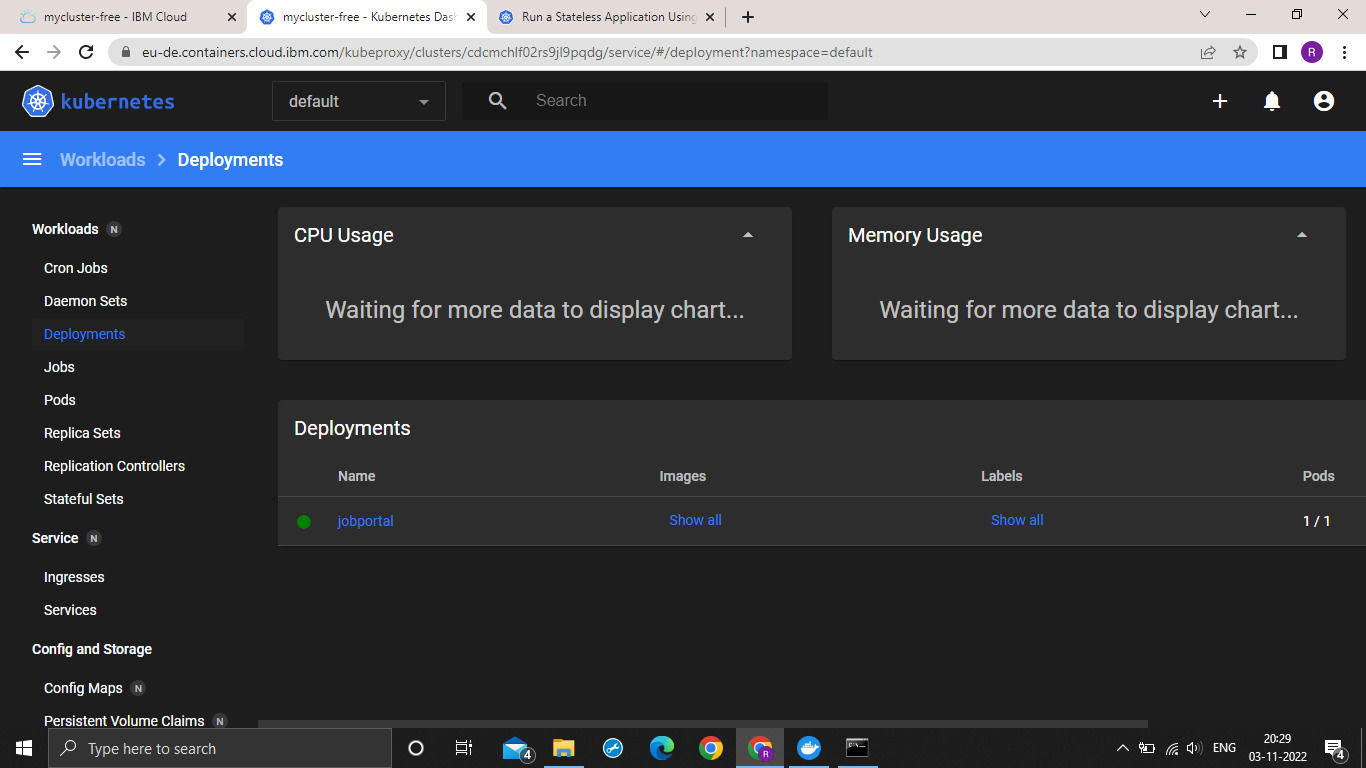 mycluster-free - IBM Cloud
mycluster-free - Kubernetes Das
Run a Stateless Application Using
eu-de.containers.cloud.ibm.com/kubeproxy/clusters/cdcmchlf02rs9jl9pqdg/service/#/deployment?namespace=default
R
kubernetes
default
Search
Workloads
Deployments
Workloads N
Cron Jobs
Daemon Sets
Deployments
Jobs
Pods
Replica Sets
Replication Controllers
Stateful Sets
Service N
Ingresses
Services
Config and Storage
Config Maps N
Persistent Volume Claims N
CPU Usage
Waiting for more data to display chart...
Memory Usage
Waiting for more data to display chart...
Deployments
Name Images Labels Pods
jobportal Show all Show all 1 / 1
Type here to search
4
R
ENG
20:29
03-11-2022
4